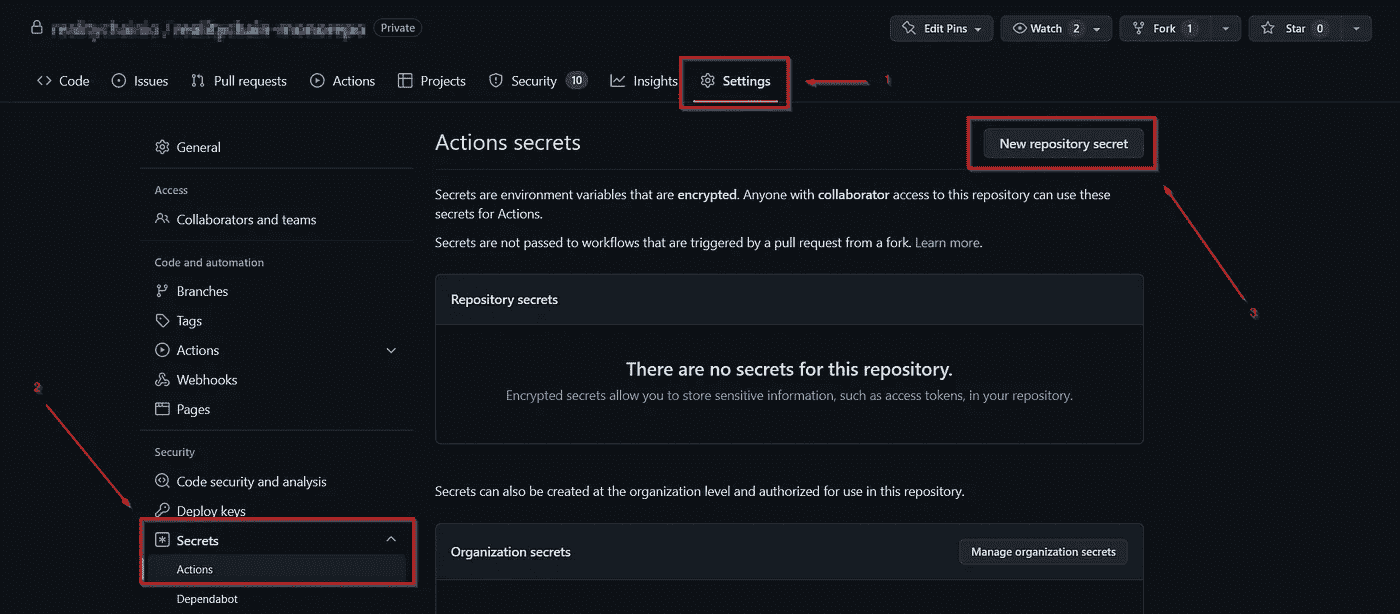 Private
Edit Pins
Watch 2
Fork 1
Star 0
Code
Issues
Pull requests
Actions
Projects
Security 10
Insights
Settings
1
General
Access
Collaborators and teams
Code and automation
Branches
Tags
Actions
Webhooks
Pages
2
Security
Code security and analysis
Deploy keys
Secrets
Actions
Dependabot
Actions secrets
New repository secret
3
Secrets are environment variables that are encrypted. Anyone with collaborator access to this repository can use these
secrets for Actions.
Secrets are not passed to workflows that are triggered by a pull request from a fork. Learn more.
Repository secrets
There are no secrets for this repository.
Encrypted secrets allow you to store sensitive information, such as access tokens, in your repository.
Secrets can also be created at the organization level and authorized for use in this repository.
Organization secrets
Manage organization secrets